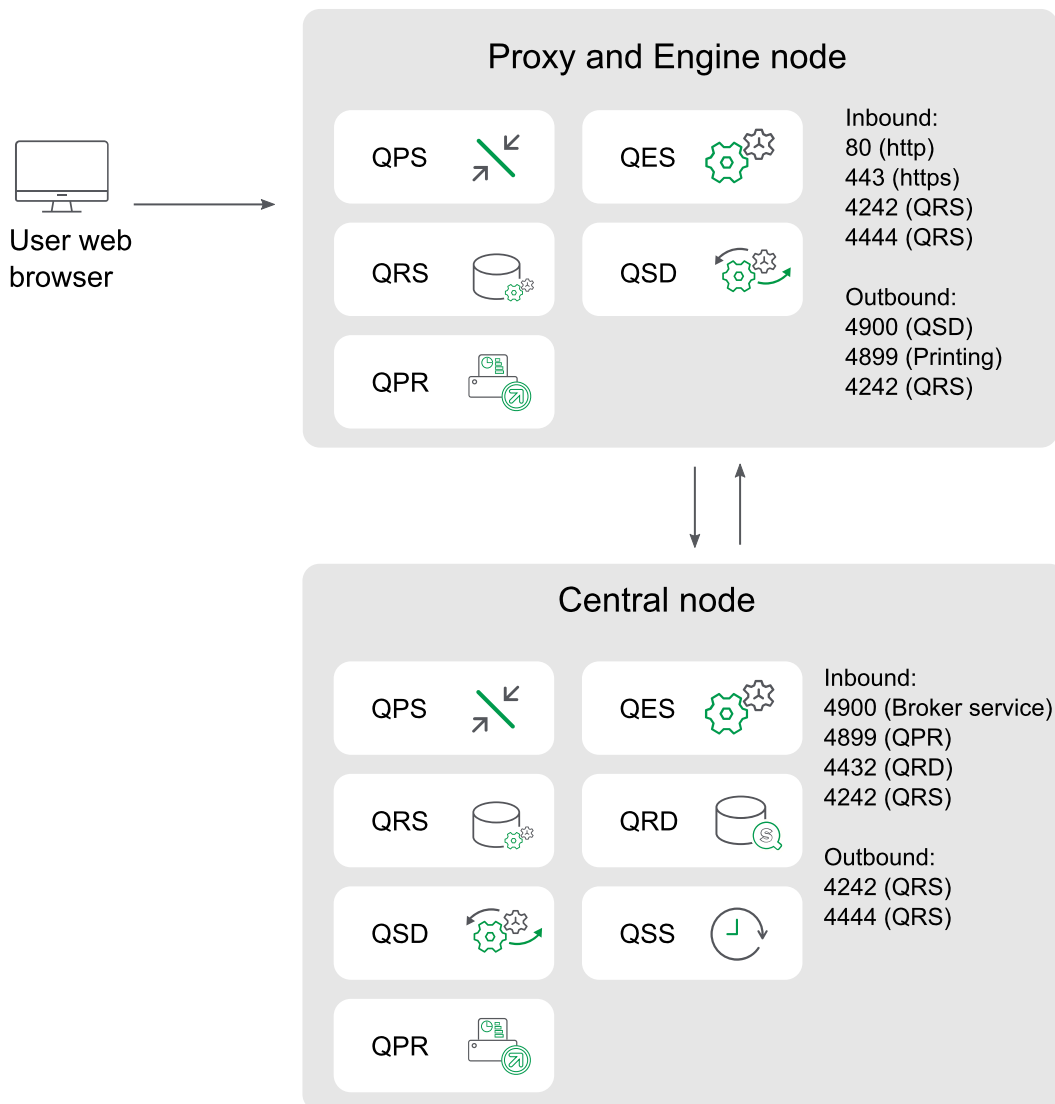 Proxy and Engine node
User web
browser
QPS
QES
QRS
QSD
QPR
Inbound:
80 (http)
443 (https)
4242 (QRS)
4444 (QRS)
Outbound:
4900 (QSD)
4899 (Printing)
4242 (QRS)
Central node
QPS
QES
QRS
QRD
S
QSD
QSS
QPR
Inbound:
4900 (Broker service)
4899 (QPR)
4432 (QRD)
4242 (QRS)
Outbound:
4242 (QRS)
4444 (QRS)